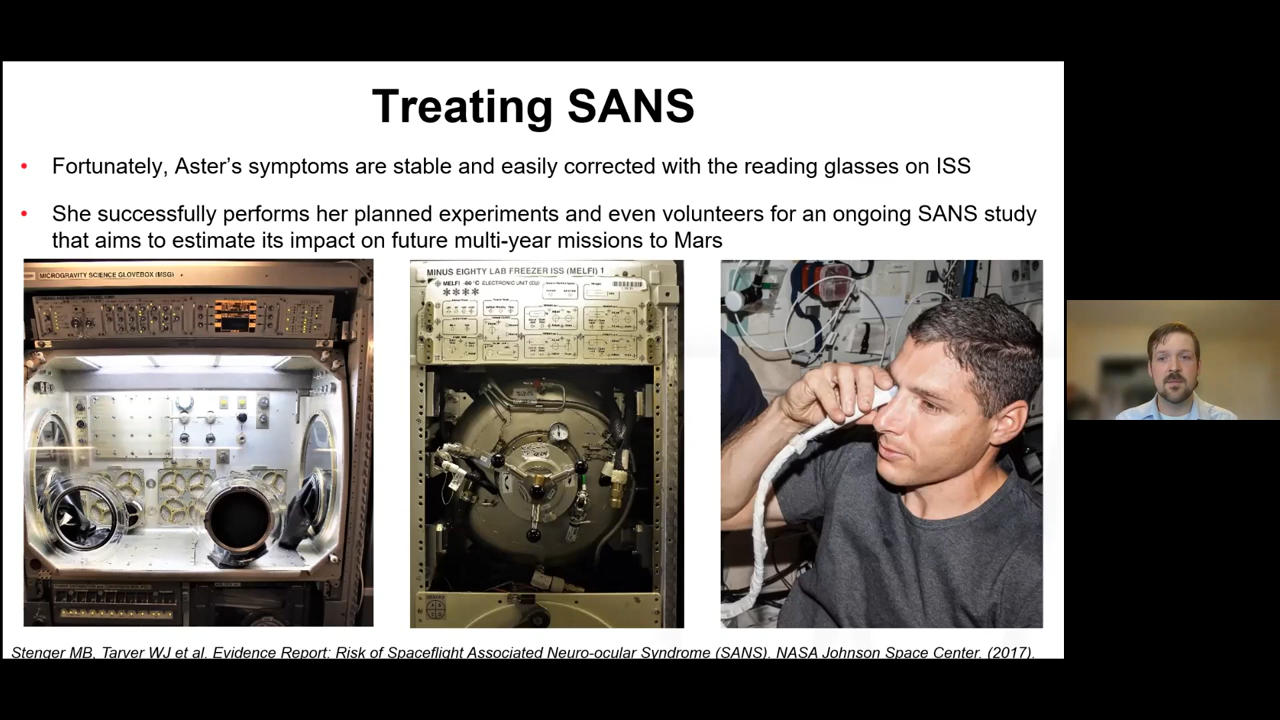 Treating SANS
• Fortunately, Aster's symptoms are stable and easily corrected with the reading glasses on ISS
• She successfully performs her planned experiments and even volunteers for an ongoing SANS study
that aims to estimate its impact on future multi-year missions to Mars
MICROGRAVITY SCIENCE GLOVEBOX (MSG)
MINUS EIGHTY LAB FREEZER ISS (MELFI) 1
MELFI -80 °C ELECTRONIC UNIT (EU)
Stenger MB, Tarver WJ et al. Evidence Report: Risk of Spaceflight Associated Neuro-ocular Syndrome (SANS). NASA Johnson Space Center. (2017).